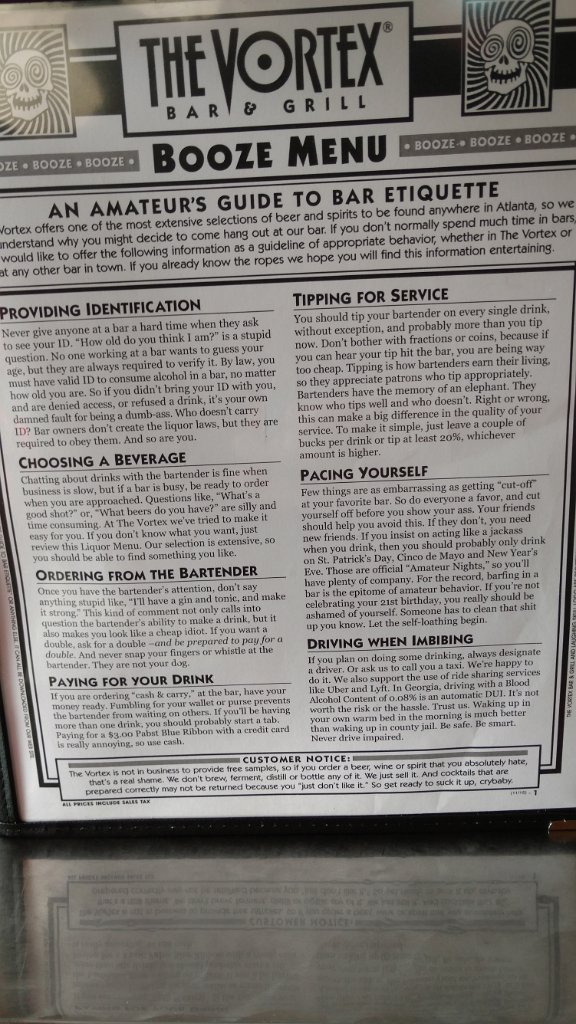 THE VORTEX®
BAR & GRILL
OZE • BOOZE • BOOZE •
BOOZE MENU
• BOOZE • BOOZE • BOOZE •
AN AMATEUR'S GUIDE TO BAR ETIQUETTE
Vortex offers one of the most extensive selections of beer and spirits to be found anywhere in Atlanta, so we
understand why you might decide to come hang out at our bar. If you don't normally spend much time in bars,
would like to offer the following information as a guideline of appropriate behavior, whether in The Vortex or
at any other bar in town. If you already know the ropes we hope you will find this information entertaining.
PROVIDING IDENTIFICATION
Never give anyone at a bar a hard time when they ask
to see your ID. "How old do you think I am?" is a stupid
question. No one working at a bar wants to guess your
age, but they are always required to verify it. By law, you
must have valid ID to consume alcohol in a bar, no matter
how old you are. So if you didn't bring your ID with you,
and are denied access, or refused a drink, it's your own
damned fault for being a dumb-ass. Who doesn't carry
ID? Bar owners don't create the liquor laws, but they are
required to obey them. And so are you.
CHOOSING A BEVERAGE
Chatting about drinks with the bartender is fine when
business is slow, but if a bar is busy, be ready to order
when you are approached. Questions like, "What's a
good shot?" or, "What beers do you have?" are silly and
time consuming. At The Vortex we've tried to make it
easy for you. If you don't know what you want, just
review this Liquor Menu. Our selection is extensive, so
you should be able to find something you like.
ORDERING FROM THE BARTENDER
Once you have the bartender's attention, don't say
anything stupid like, "I'll have a gin and tonic, and make
it strong." This kind of comment not only calls into
question the bartender's ability to make a drink, but it
also makes you look like a cheap idiot. If you want a
double, ask for a double –and be prepared to pay for a
double. And never snap your fingers or whistle at the
bartender. They are not your dog.
PAYING FOR YOUR DRINK
If you are ordering "cash & carry," at the bar, have your
money ready. Fumbling for your wallet or purse prevents
the bartender from waiting on others. If you'll be having
more than one drink, you should probably start a tab.
Paying for a $3.00 Pabst Blue Ribbon with a credit card
is really annoying, so use cash.
TIPPING FOR SERVICE
You should tip your bartender on every single drink,
without exception, and probably more than you tip
now. Don't bother with fractions or coins, because if
you can hear your tip hit the bar, you are being way
too cheap. Tipping is how bartenders earn their living,
so they appreciate patrons who tip appropriately.
Bartenders have the memory of an elephant. They
know who tips well and who doesn't. Right or wrong,
this can make a big difference in the quality of your
service. To make it simple, just leave a couple of
bucks per drink or tip at least 20%, whichever
amount is higher.
PACING YOURSELF
Few things are as embarrassing as getting "cut-off"
at your favorite bar. So do everyone a favor, and cut
yourself off before you show your ass. Your friends
should help you avoid this. If they don't, you need
new friends. If you insist on acting like a jackass
when you drink, then you should probably only drink
on St. Patrick's Day, Cinco de Mayo and New Year's
Eve. Those are official "Amateur Nights," so you'll
have plenty of company. For the record, barfing in a
bar is the epitome of amateur behavior. If you're not
celebrating your 21st birthday, you really should be
ashamed of yourself. Someone has to clean that shit
up you know. Let the self-loathing begin.
DRIVING WHEN IMBIBING
If you plan on doing some drinking, always designate
a driver. Or ask us to call you a taxi. We're happy to
do it. We also support the use of ride sharing services
like Uber and Lyft. In Georgia, driving with a Blood
Alcohol Content of 0.08% is an automatic DUI. It's not
worth the risk or the hassle. Trust us. Waking up in
your own warm bed in the morning is much better
than waking up in county jail. Be safe. Be smart.
Never drive impaired.
CUSTOMER NOTICE:
The Vortex is not in business to provide free samples, so if you order a beer, wine or spirit that you absolutely hate,
that's a real shame. We don't brew, ferment, distill or bottle any of it. We just sell it. And cocktails that are
prepared correctly may not be returned because you "just don't like it." So get ready to suck it up, crybaby.
ALL PRICES INCLUDE SALES TAX